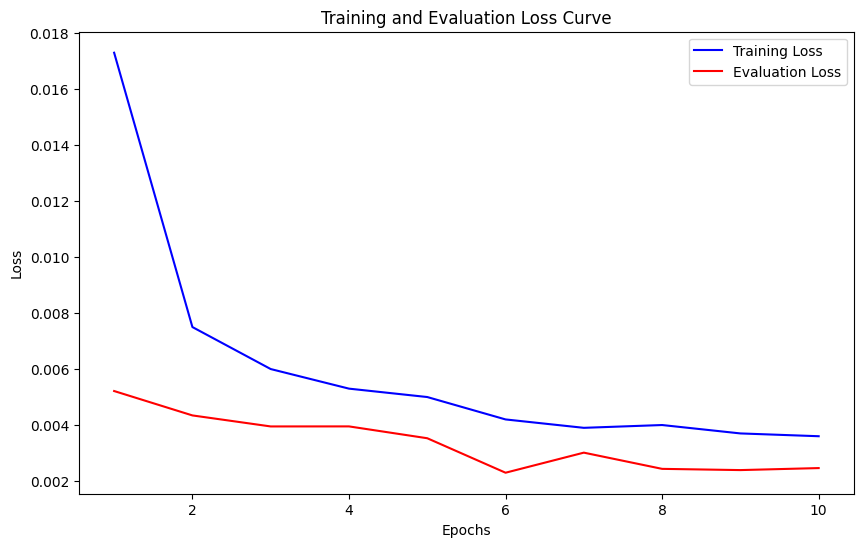 Training and Evaluation Loss Curve
Training Loss
Evaluation Loss
0.018
0.016
0.014
0.012
0.010
0.008
0.006
0.004
0.002
Loss
2
4
6
8
10
Epochs